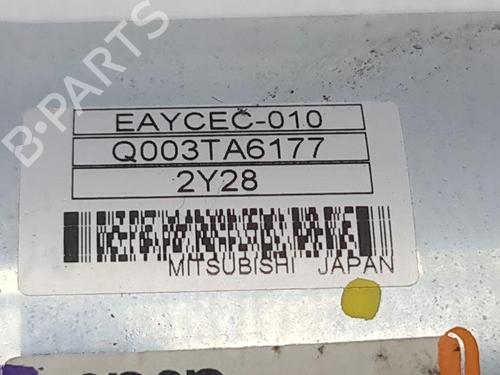 B-PARTS
EAYCEC-010
Q003TA6177
2Y28
MITSUBISHI JAPAN